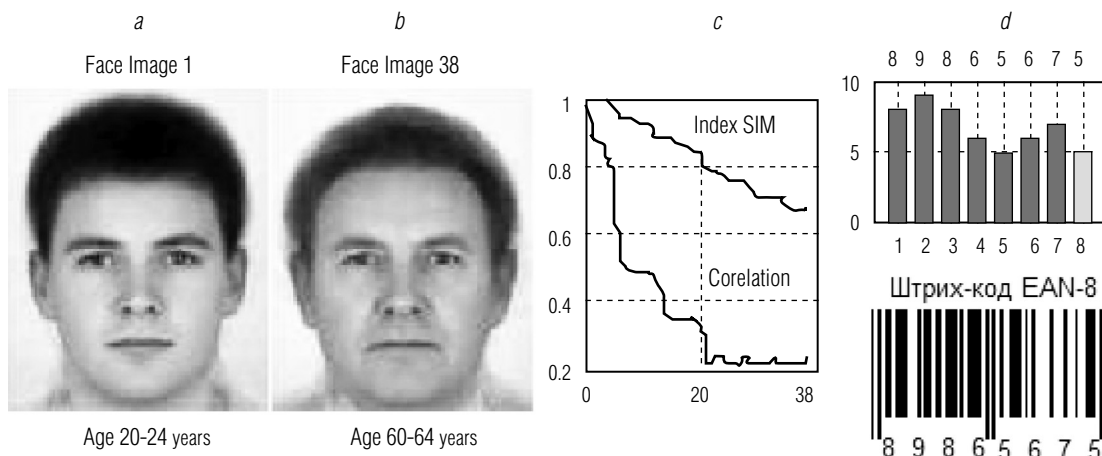 a
b
c
d
Face Image 1
Face Image 38
Age 20-24 years
Age 60-64 years
1
0.8
0.6
0.4
0.2
Index SIM
Corelation
0 20 38
8 9 8 6 5 6 7 5
10
5
0
1 2 3 4 5 6 7 8
Штрих-код EAN-8
8 9 8 6 5 6 7 5